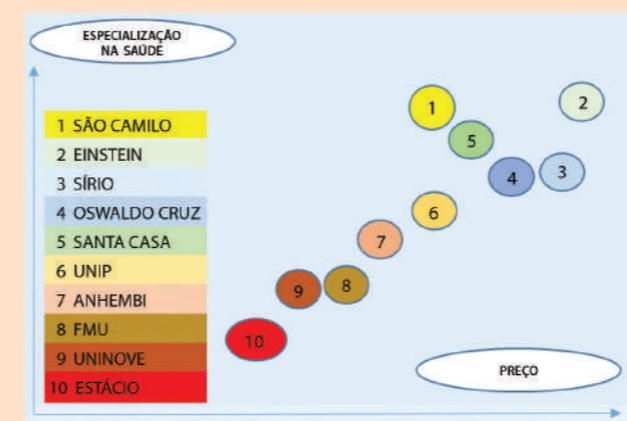 ESPECIALIZAÇÃO
NA SAÚDE
1 SÃO CAMILO
2 EINSTEIN
3 SÍRIO
4 OSWALDO CRUZ
5 SANTA CASA
6 UNIP
7 ANHEMBI
8 FMU
9 UNINOVE
10 ESTÁCIO
1
2
5
4
3
6
7
9
8
10
PREÇO